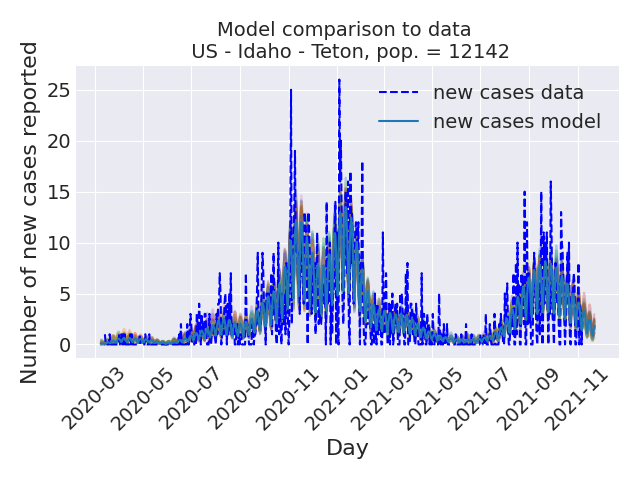 Model comparison to data
US - Idaho - Teton, pop. = 12142
Number of new cases reported
25
20
15
10
5
0
new cases data
new cases model
2020-03
2020-05
2020-07
2020-09
2020-11
2021-01
2021-03
2021-05
2021-07
2021-09
2021-11
Day